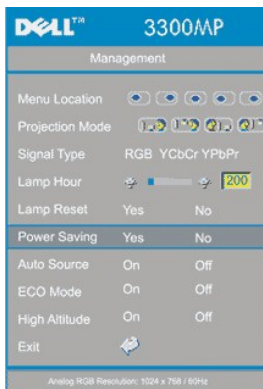 DELL™ 3300MP
Management
Menu Location
Projection Mode
Signal Type RGB YCbCr YPbPr
Lamp Hour 200
Lamp Reset Yes No
Power Saving Yes No
Auto Source On Off
ECO Mode On Off
High Altitude On Off
Exit
Analog RGB Resolution: 1024 x 768 / 60Hz